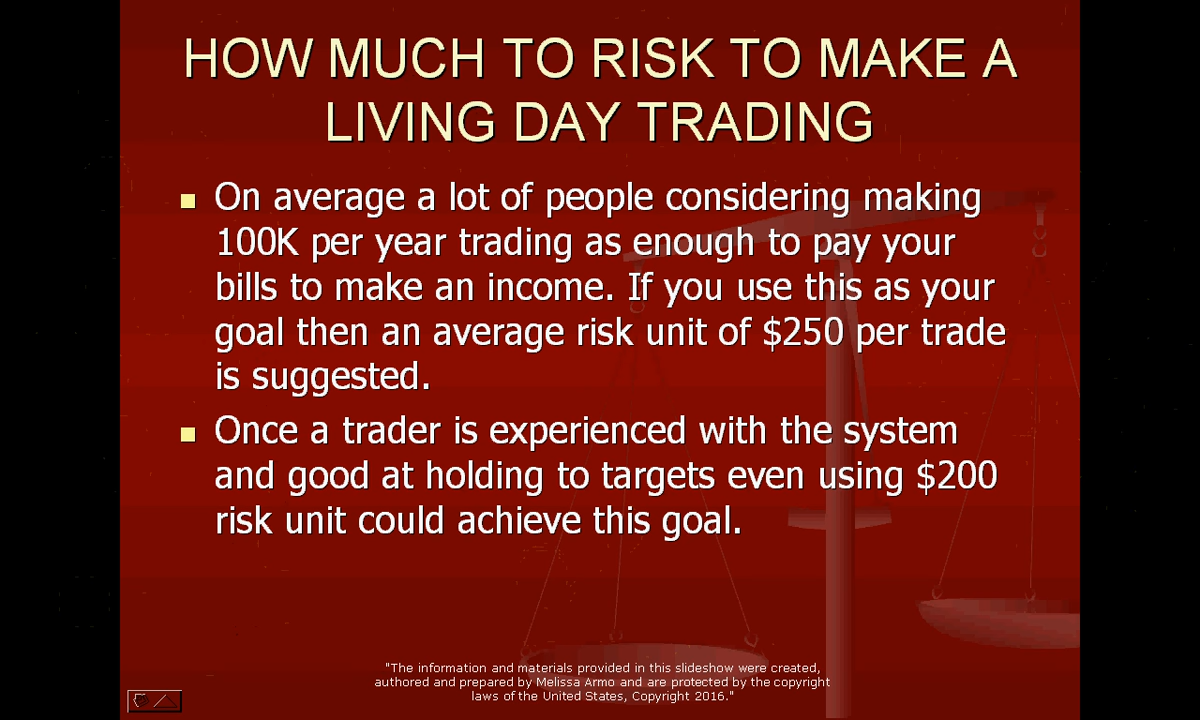 HOW MUCH TO RISK TO MAKE A
LIVING DAY TRADING
On average a lot of people considering making
100K per year trading as enough to pay your
bills to make an income. If you use this as your
goal then an average risk unit of $250 per trade
is suggested.
Once a trader is experienced with the system
and good at holding to targets even using $200
risk unit could achieve this goal.
"The information and materials provided in this slideshow were created,
authored and prepared by Melissa Armo and are protected by the copyright
laws of the United States, Copyright 2016."